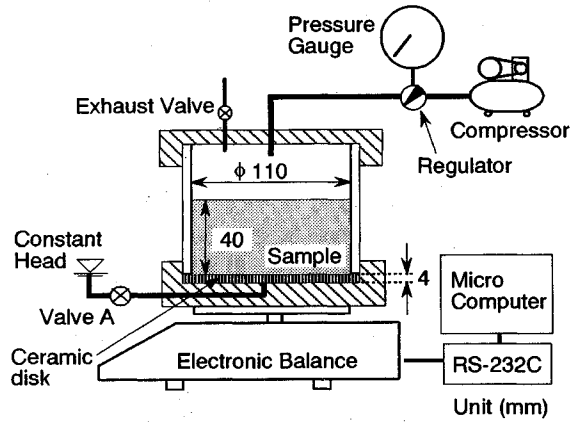 Pressure
Gauge
Exhaust Valve
Compressor
Regulator
ϕ 110
40
Sample
Constant
Head
4
Micro
Computer
Valve A
Ceramic
disk
Electronic Balance
RS-232C
Unit (mm)